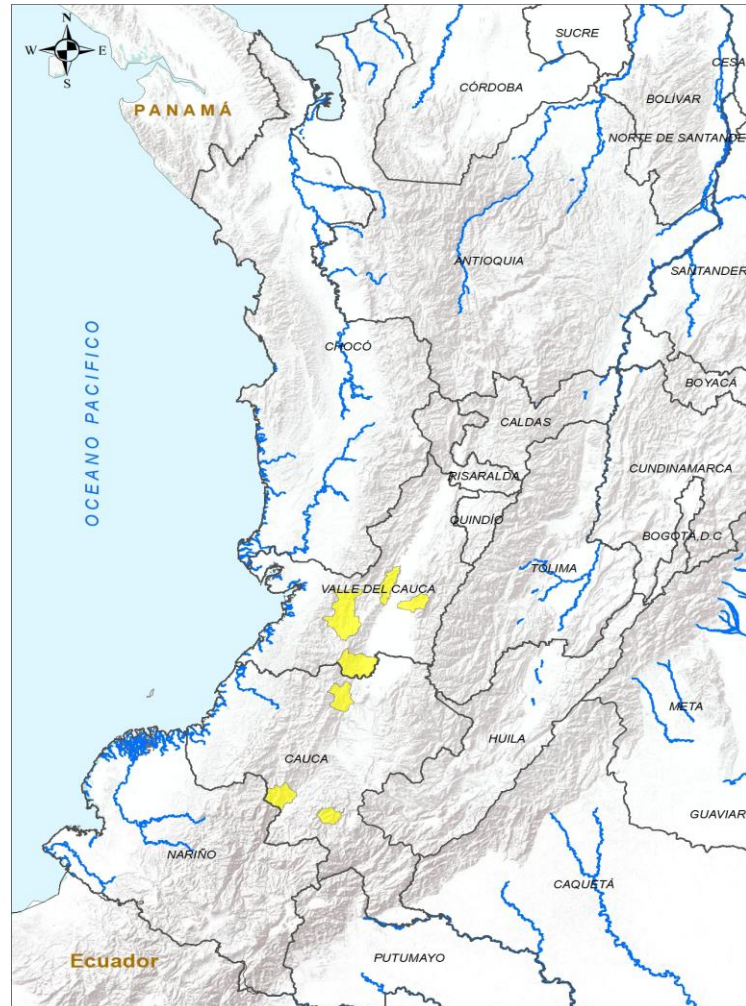 N
W E
S
SUCRE
CESA
CÓRDOBA
BOLÍVAR
PANAMÁ
NORTE DE SANTANDE
ANTIOQUIA
SANTANDER
OCEANO PACIFICO
CHOCÓ
BOYACÁ
CALDAS
CUNDINAMARCA
RISARALDA
QUINDÍO
BOGOTÁ, D.C
TOLIMA
VALLE DEL CAUCA
META
HUILA
CAUCA
GUAVIAR
NARIÑO
CAQUETÁ
Ecuador
PUTUMAYO